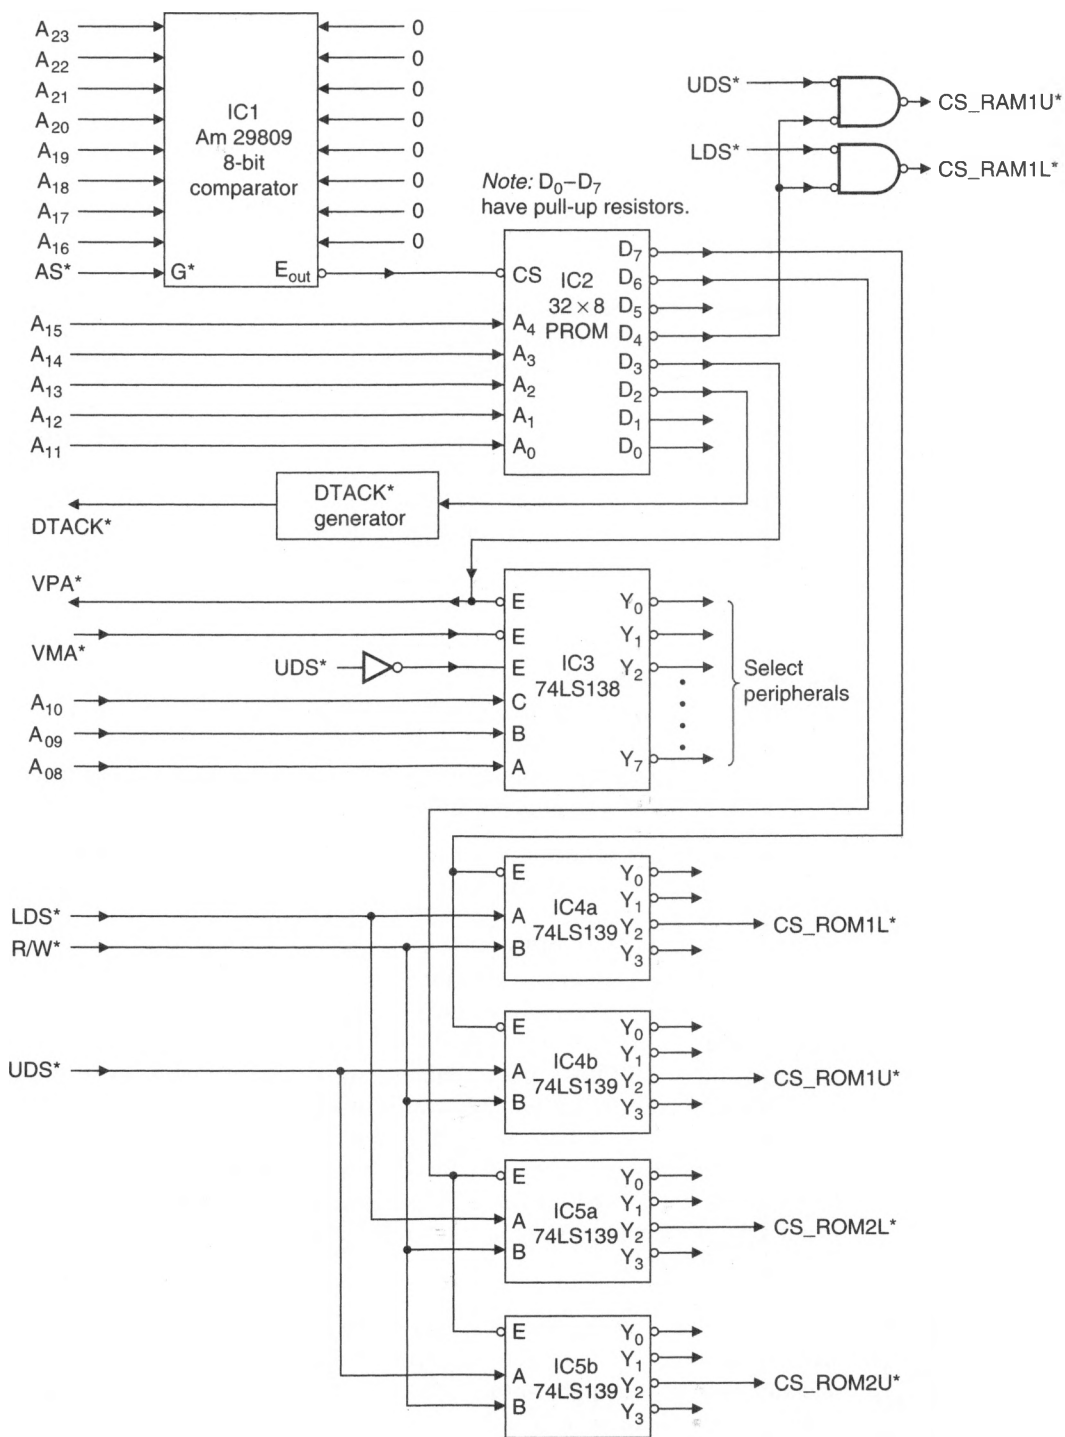 A23 0
A22 0
A21 0
A20 0
A19 0
A18 0
A17 0
A16 0
AS* G* Eout
IC1
Am 29809
8-bit
comparator
UDS* CS_RAM1U*
LDS* CS_RAM1L*
Note: D0–D7
have pull-up resistors.
CS
IC2
32 × 8
PROM
D7
D6
D5
D4
D3
D2
D1
D0
A15 A4
A14 A3
A13 A2
A12 A1
A11 A0
DTACK*
generator
DTACK*
VPA* E Y0
VMA* E Y1
UDS* E Y2
IC3
74LS138
A10 C
A09 B
A08 A Y7
Select
peripherals
E Y0
Y1
LDS* A Y2 CS_ROM1L*
R/W* B Y3
IC4a
74LS139
E Y0
Y1
UDS* A Y2 CS_ROM1U*
B Y3
IC4b
74LS139
E Y0
Y1
A Y2 CS_ROM2L*
B Y3
IC5a
74LS139
E Y0
Y1
A Y2 CS_ROM2U*
B Y3
IC5b
74LS139